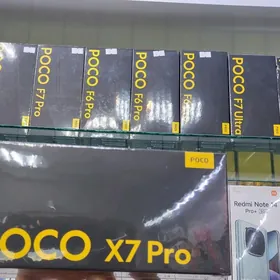 POCO F7 Pro
POCO F6 Pro
POCO F6 Pro
POCO
POCO F7 Ultra
POCO
POCO X7 Pro
Redmi Note 14
Pro+